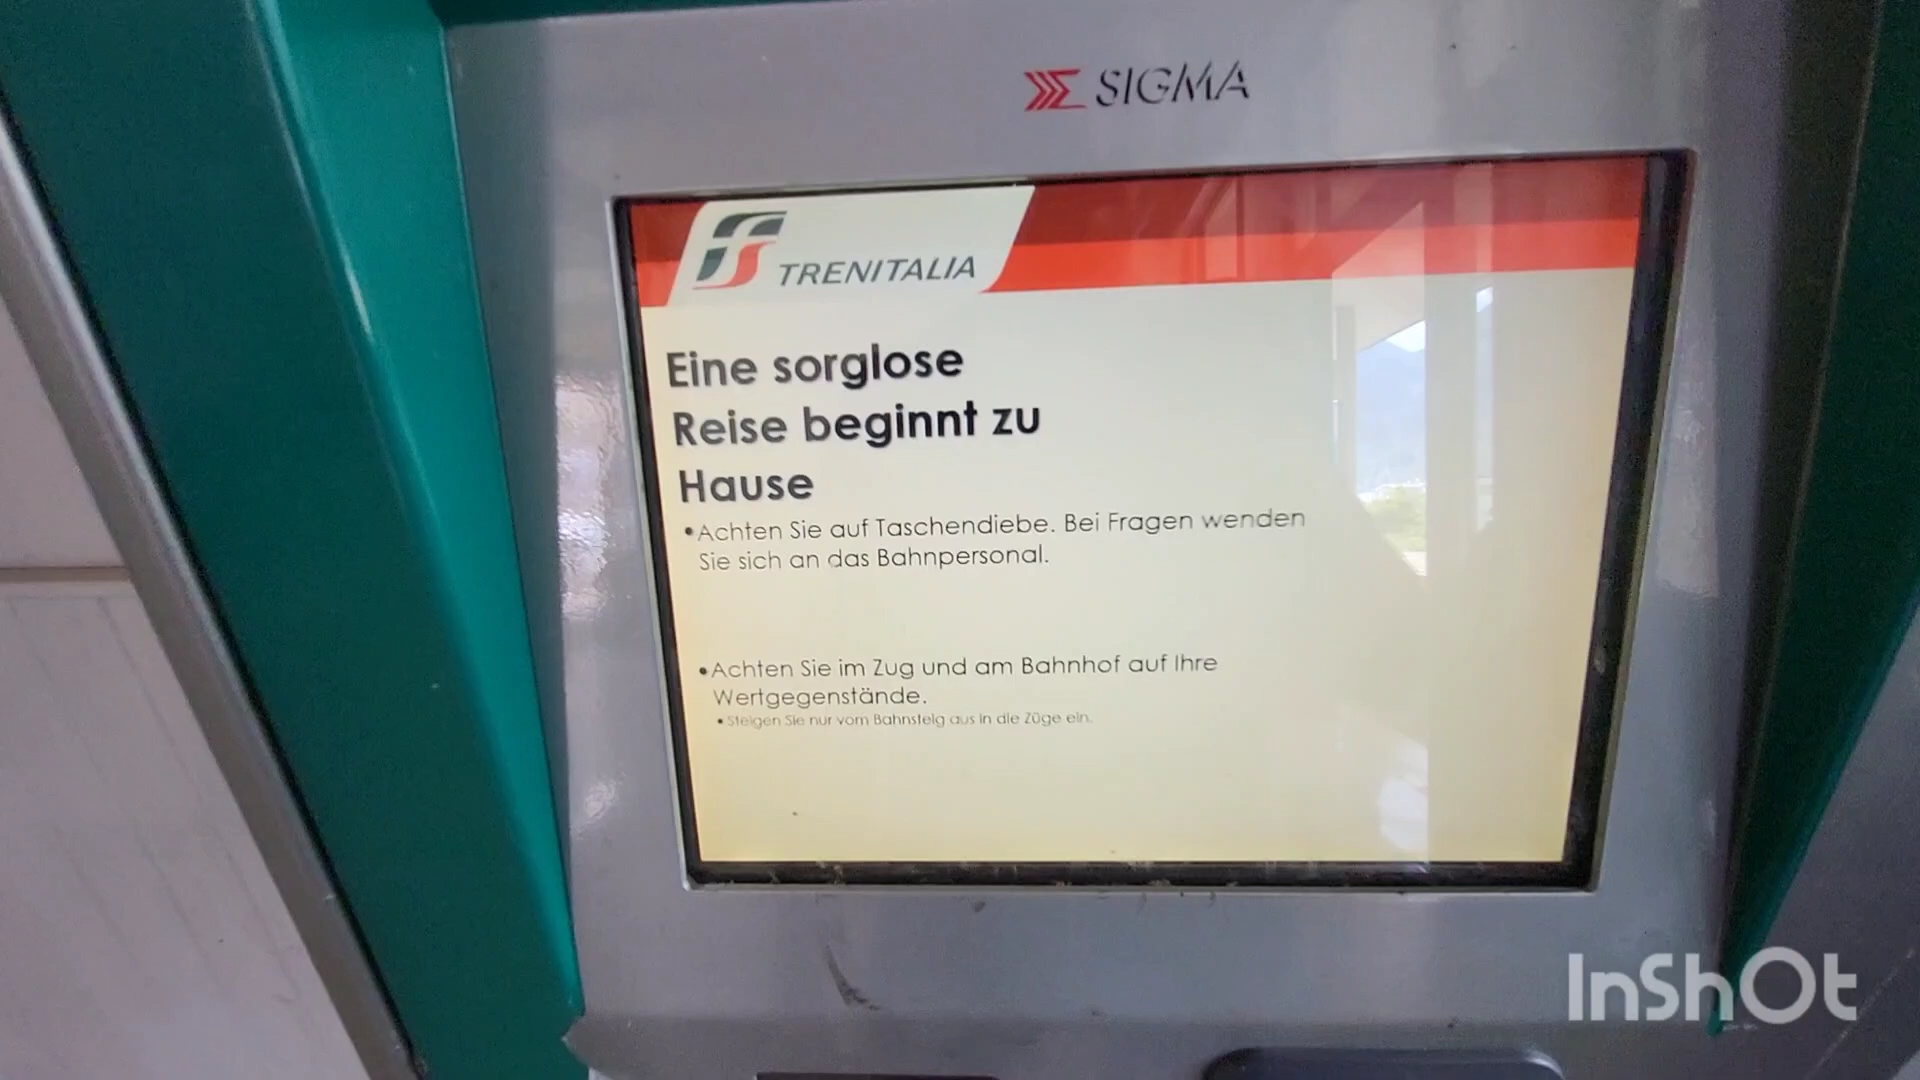 SIGMA
TRENITALIA
Eine sorglose
Reise beginnt zu
Hause
•Achten Sie auf Taschendiebe. Bei Fragen wenden
Sie sich an das Bahnpersonal.
•Achten Sie im Zug und am Bahnhof auf Ihre
Wertgegenstände.
•Steigen Sie nur vom Bahnsteig aus in die Züge ein.
InShOt